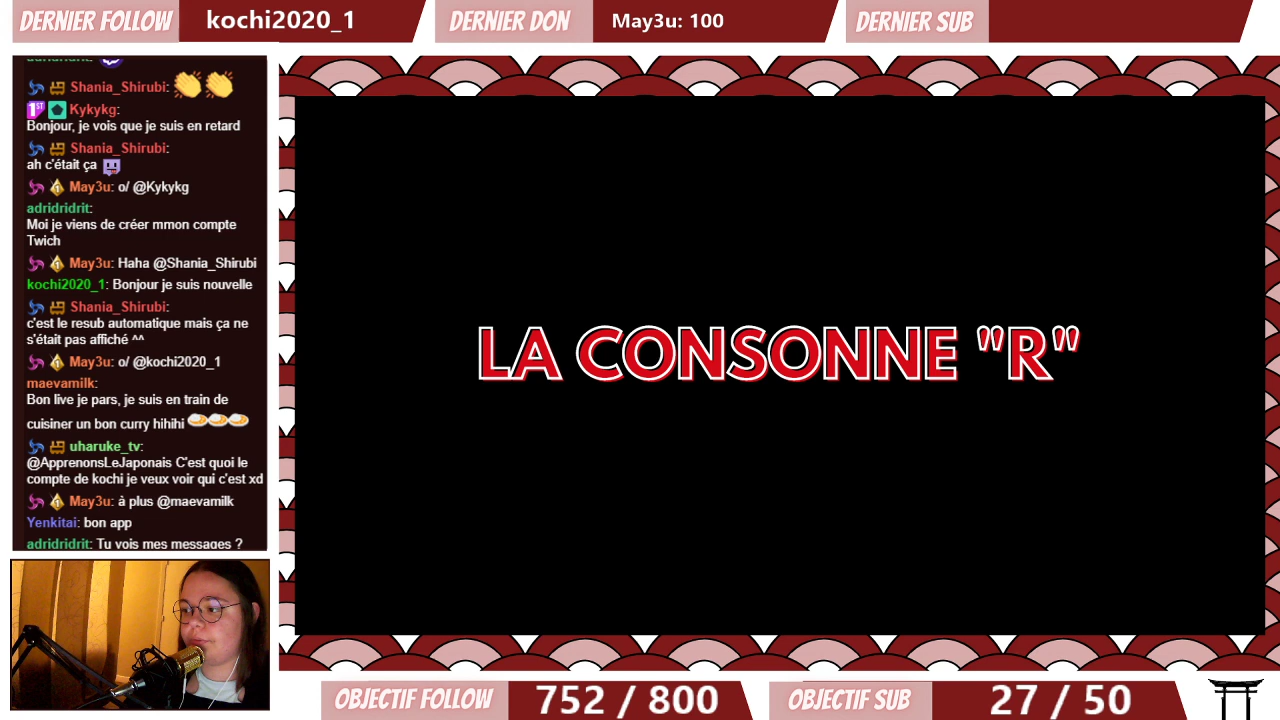 DERNIER FOLLOW
kochi2020_1
DERNIER DON
May3u: 100
DERNIER SUB
adridridrit:
Shania_Shirubi:
1ST Kykykg:
Bonjour, je vois que je suis en retard
Shania_Shirubi:
ah c'était ça
May3u: o/ @Kykykg
adridridrit:
Moi je viens de créer mmon compte
Twich
May3u: Haha @Shania_Shirubi
kochi2020_1: Bonjour je suis nouvelle
Shania_Shirubi:
c'est le resub automatique mais ça ne
s'était pas affiché ^^
May3u: o/ @kochi2020_1
maevamilk:
Bon live je pars, je suis en train de
cuisiner un bon curry hihihi
uharuke_tv:
@ApprenonsLeJaponais C'est quoi le
compte de kochi je veux voir qui c'est xd
May3u: à plus @maevamilk
Yenkitai: bon app
adridridrit: Tu vois mes messages ?
LA CONSONNE "R"
OBJECTIF FOLLOW
752 / 800
OBJECTIF SUB
27 / 50